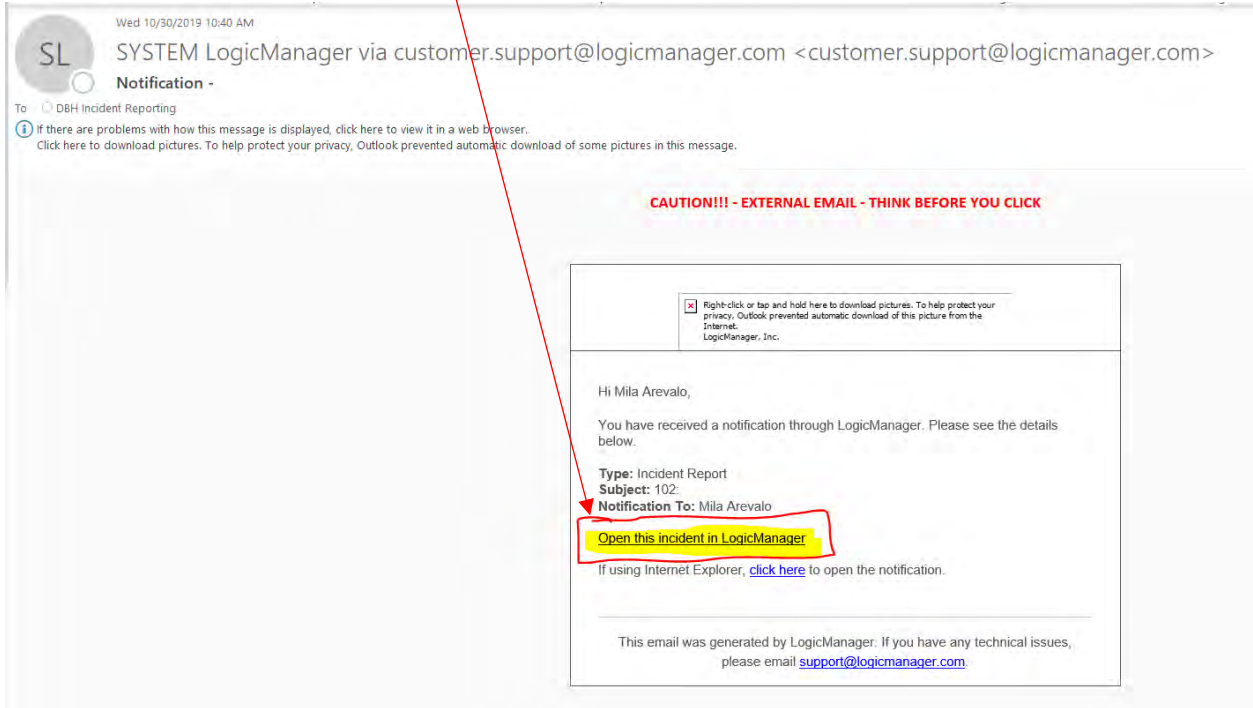 Wed 10/30/2019 10:40 AM
SL
SYSTEM LogicManager via customer.support@logicmanager.com <customer.support@logicmanager.com>
Notification -
To DBH Incident Reporting
If there are problems with how this message is displayed, click here to view it in a web browser.
Click here to download pictures. To help protect your privacy, Outlook prevented automatic download of some pictures in this message.
CAUTION!!! - EXTERNAL EMAIL - THINK BEFORE YOU CLICK
Right-click or tap and hold here to download pictures. To help protect your
privacy, Outlook prevented automatic download of this picture from the
Internet.
LogicManager, Inc.
Hi Mila Arevalo,
You have received a notification through LogicManager. Please see the details
below.
Type: Incident Report
Subject: 102:
Notification To: Mila Arevalo
Open this incident in LogicManager
If using Internet Explorer, click here to open the notification.
This email was generated by LogicManager. If you have any technical issues,
please email support@logicmanager.com.